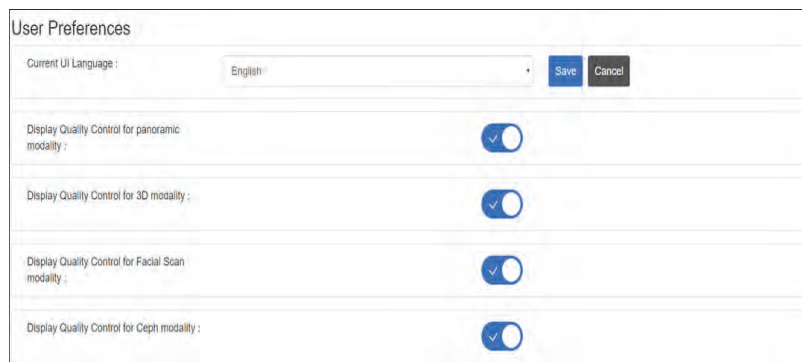 User Preferences
Current UI Language :
English
Save
Cancel
Display Quality Control for panoramic
modality :
Display Quality Control for 3D modality :
Display Quality Control for Facial Scan
modality :
Display Quality Control for Ceph modality :